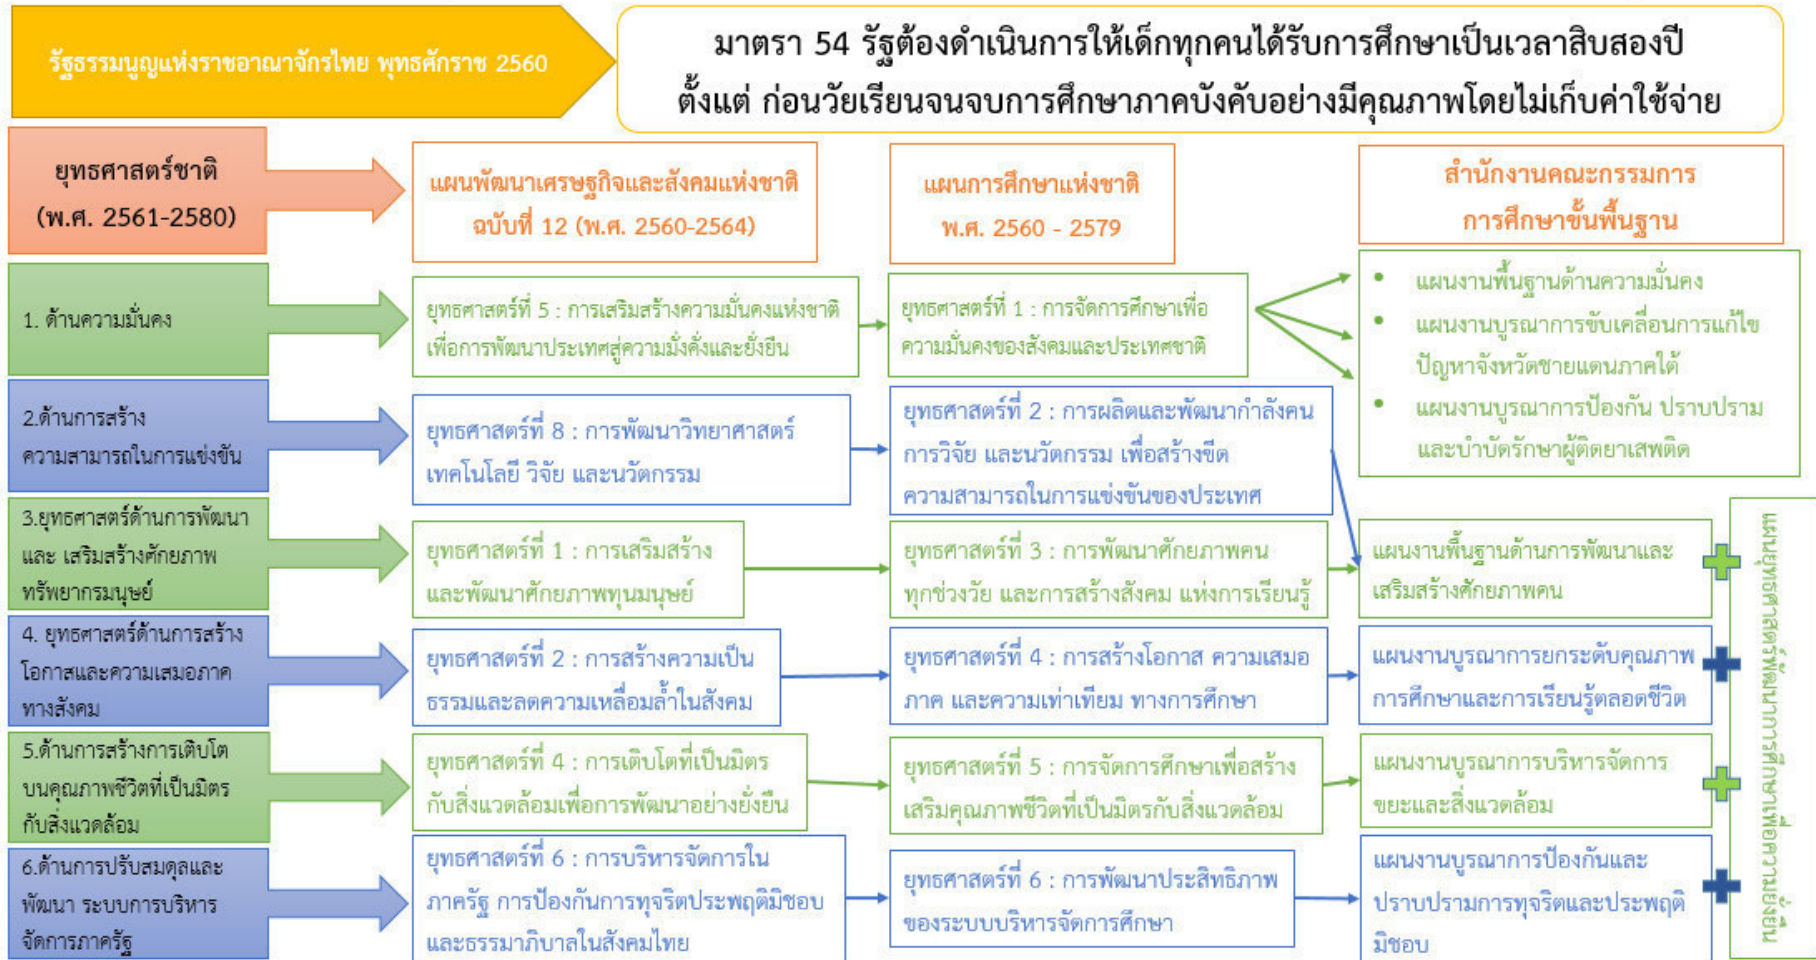 รัฐธรรมนูญแห่งราชอาณาจักรไทย พุทธศักราช 2560
มาตรา 54 รัฐต้องดำเนินการให้เด็กทุกคนได้รับการศึกษาเป็นเวลาสิบสองปี
ตั้งแต่ ก่อนวัยเรียนจนจบการศึกษาภาคบังคับอย่างมีคุณภาพโดยไม่เก็บค่าใช้จ่าย
ยุทธศาสตร์ชาติ
(พ.ศ. 2561-2580)
แผนพัฒนาเศรษฐกิจและสังคมแห่งชาติ
ฉบับที่ 12 (พ.ศ. 2560-2564)
แผนการศึกษาแห่งชาติ
พ.ศ. 2560 - 2579
สำนักงานคณะกรรมการ
การศึกษาขั้นพื้นฐาน
1. ด้านความมั่นคง
ยุทธศาสตร์ที่ 5 : การเสริมสร้างความมั่นคงแห่งชาติ
เพื่อการพัฒนาประเทศสู่ความมั่งคั่งและยั่งยืน
ยุทธศาสตร์ที่ 1 : การจัดการศึกษาเพื่อ
ความมั่นคงของสังคมและประเทศชาติ
• แผนงานพื้นฐานด้านความมั่นคง
• แผนงานบูรณาการขับเคลื่อนการแก้ไข
ปัญหาจังหวัดชายแดนภาคใต้
• แผนงานบูรณาการป้องกัน ปราบปราม
และบำบัดรักษาผู้ติดยาเสพติด
2.ด้านการสร้าง
ความสามารถในการแข่งขัน
ยุทธศาสตร์ที่ 8 : การพัฒนาวิทยาศาสตร์
เทคโนโลยี วิจัย และนวัตกรรม
ยุทธศาสตร์ที่ 2 : การผลิตและพัฒนากำลังคน
การวิจัย และนวัตกรรม เพื่อสร้างขีด
ความสามารถในการแข่งขันของประเทศ
3.ยุทธศาสตร์ด้านการพัฒนา
และ เสริมสร้างศักยภาพ
ทรัพยากรมนุษย์
ยุทธศาสตร์ที่ 1 : การเสริมสร้าง
และพัฒนาศักยภาพทุนมนุษย์
ยุทธศาสตร์ที่ 3 : การพัฒนาศักยภาพคน
ทุกช่วงวัย และการสร้างสังคม แห่งการเรียนรู้
แผนงานพื้นฐานด้านการพัฒนาและ
เสริมสร้างศักยภาพคน
4. ยุทธศาสตร์ด้านการสร้าง
โอกาสและความเสมอภาค
ทางสังคม
ยุทธศาสตร์ที่ 2 : การสร้างความเป็น
ธรรมและลดความเหลื่อมล้ำในสังคม
ยุทธศาสตร์ที่ 4 : การสร้างโอกาส ความเสมอ
ภาค และความเท่าเทียม ทางการศึกษา
แผนงานบูรณาการยกระดับคุณภาพ
การศึกษาและการเรียนรู้ตลอดชีวิต
5.ด้านการสร้างการเติบโต
บนคุณภาพชีวิตที่เป็นมิตร
กับสิ่งแวดล้อม
ยุทธศาสตร์ที่ 4 : การเติบโตที่เป็นมิตร
กับสิ่งแวดล้อมเพื่อการพัฒนาอย่างยั่งยืน
ยุทธศาสตร์ที่ 5 : การจัดการศึกษาเพื่อสร้าง
เสริมคุณภาพชีวิตที่เป็นมิตรกับสิ่งแวดล้อม
แผนงานบูรณาการบริหารจัดการ
ขยะและสิ่งแวดล้อม
6.ด้านการปรับสมดุลและ
พัฒนา ระบบการบริหาร
จัดการภาครัฐ
ยุทธศาสตร์ที่ 6 : การบริหารจัดการใน
ภาครัฐ การป้องกันการทุจริตประพฤติมิชอบ
และธรรมาภิบาลในสังคมไทย
ยุทธศาสตร์ที่ 6 : การพัฒนาประสิทธิภาพ
ของระบบบริหารจัดการศึกษา
แผนงานบูรณาการป้องกันและ
ปราบปรามการทุจริตและประพฤติ
มิชอบ
แผนยุทธศาสตร์พัฒนาการศึกษาเพื่อความยั่งยืน